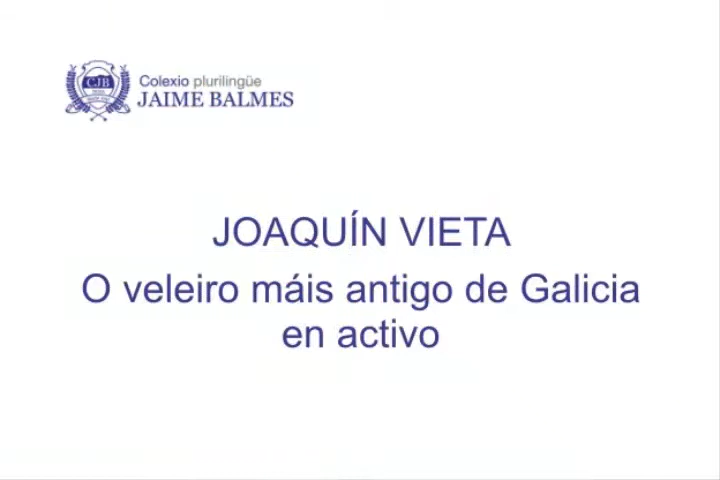 CJB
Colexio plurilingüe
JAIME BALMES
JOAQUÍN VIETA
O veleiro máis antigo de Galicia
en activo